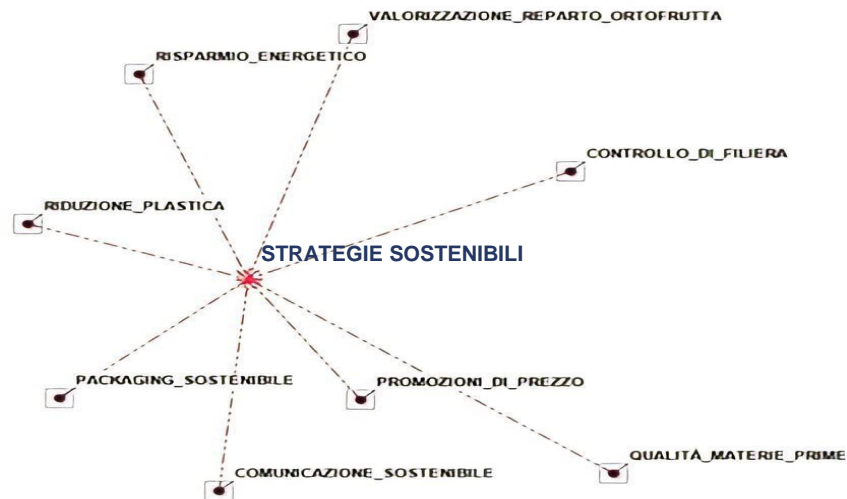 VALORIZZAZIONE_REPARTO_ORTOFRUTTA
RISPARMIO_ENERGETICO
CONTROLLO_DI_FILIERA
RIDUZIONE_PLASTICA
STRATEGIE SOSTENIBILI
PACKAGING_SOSTENIBILE
PROMOZIONI_DI_PREZZO
QUALITÀ_MATERIE_PRIME
COMUNICAZIONE_SOSTENIBILE